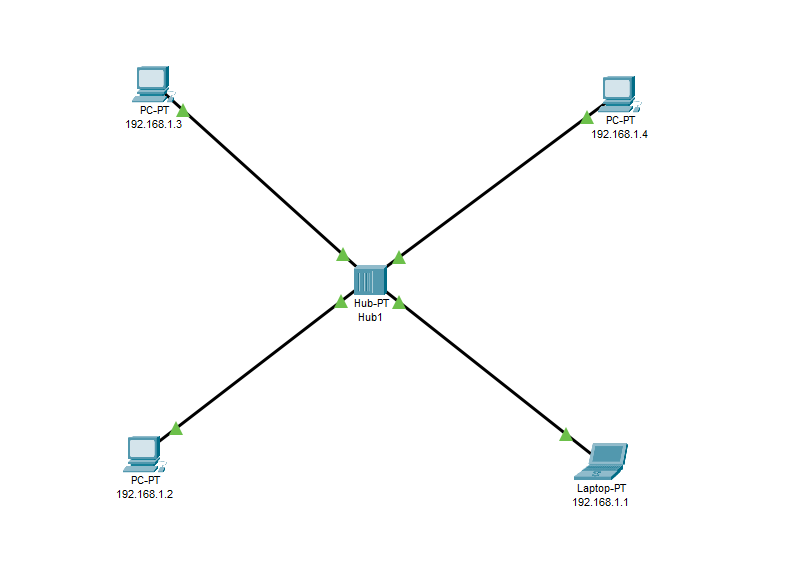 PC-PT
192.168.1.3
PC-PT
192.168.1.4
Hub-PT
Hub1
PC-PT
192.168.1.2
Laptop-PT
192.168.1.1